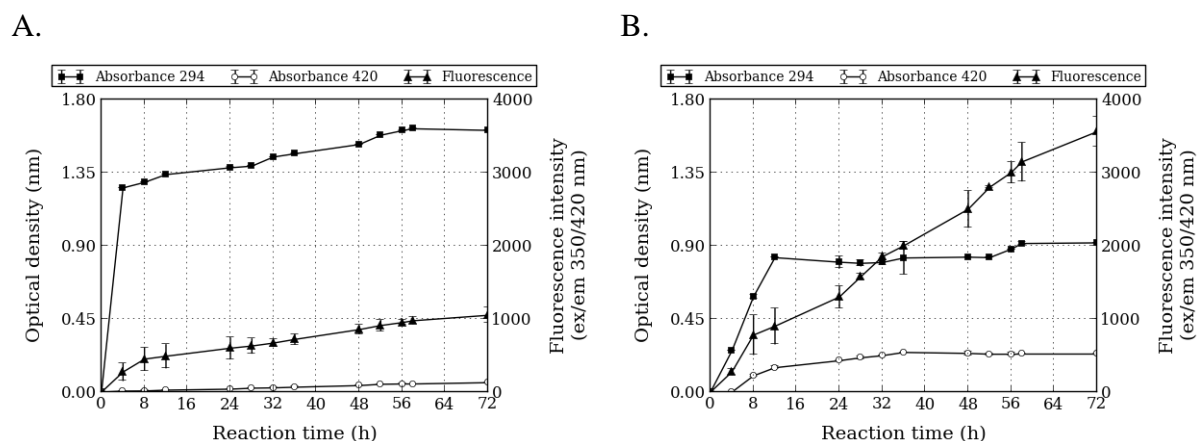 A.
Absorbance 294 Absorbance 420 Fluorescence
1.80
1.35
0.90
0.45
0.00
4000
3000
2000
1000
0
0 8 16 24 32 40 48 56 64 72
Optical density (nm)
Fluorescence intensity
(ex/em 350/420 nm)
Reaction time (h)
B.
Absorbance 294 Absorbance 420 Fluorescence
1.80
1.35
0.90
0.45
0.00
4000
3000
2000
1000
0
0 8 16 24 32 40 48 56 64 72
Optical density (nm)
Fluorescence intensity
(ex/em 350/420 nm)
Reaction time (h)